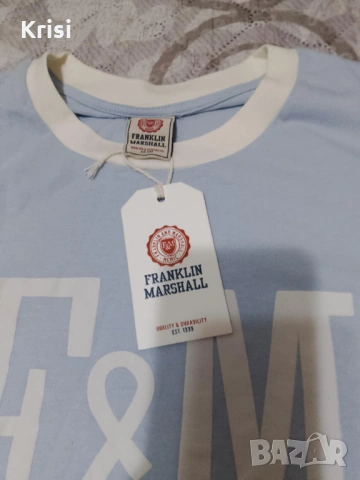 Krisi
FRANKLIN
MARSHALL
F&M
FRANKLIN
MARSHALL
QUALITY & DURABILITY
EST. 1999
F&M
BAZAR